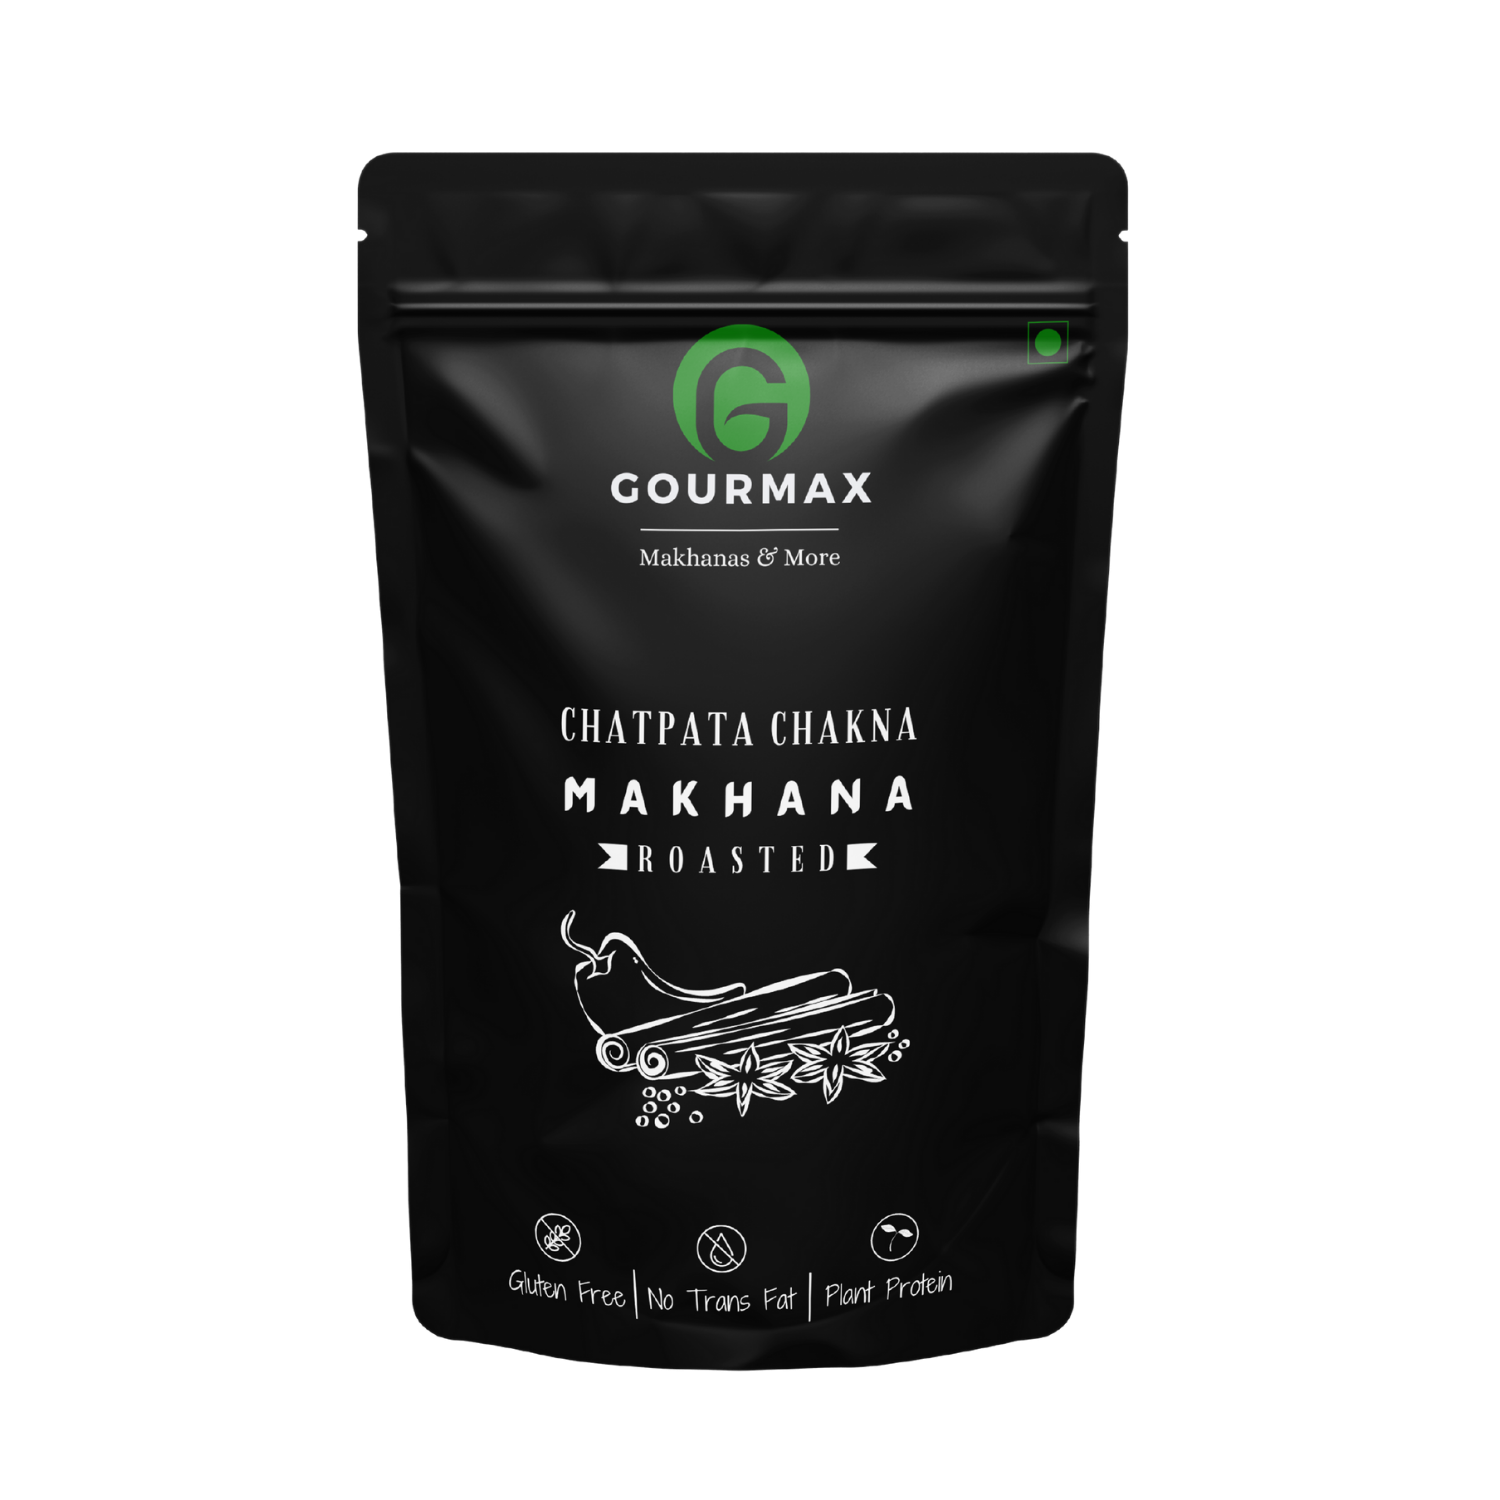 GOURMAX
Makhanas & More
CHATPATA CHAKNA
MAKHANA
ROASTED
Gluten Free | No Trans Fat | Plant Protein